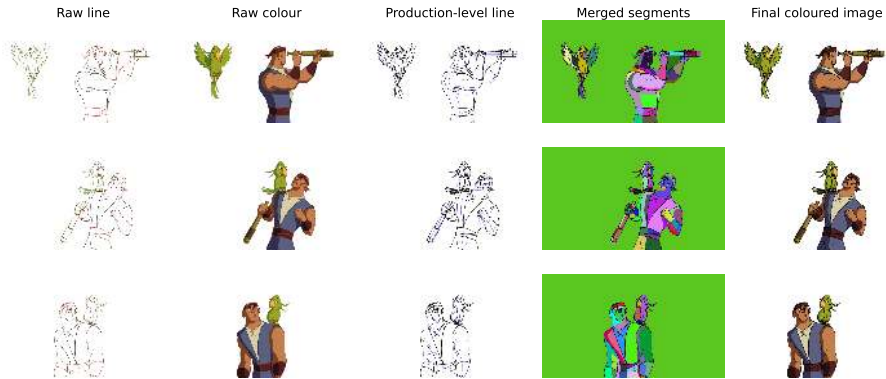 Raw line
Raw colour
Production-level line
Merged segments
Final coloured image